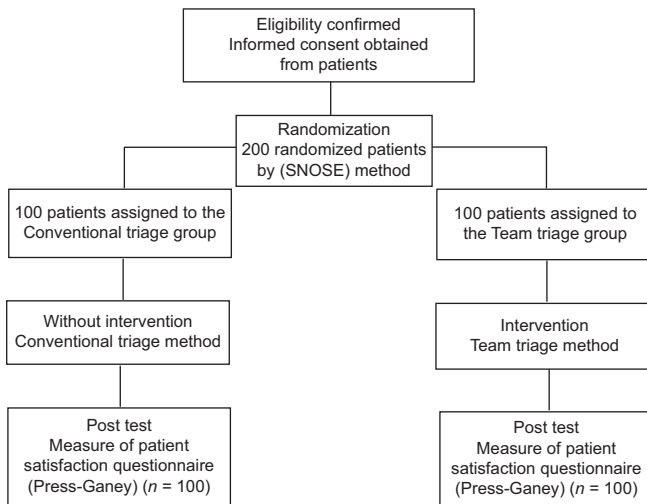 Eligibility confirmed
Informed consent obtained
from patients
Randomization
200 randomized patients
by (SNOSE) method
100 patients assigned to the
Conventional triage group
100 patients assigned to
the Team triage group
Without intervention
Conventional triage method
Intervention
Team triage method
Post test
Measure of patient
satisfaction questionnaire
(Press-Ganey) (n = 100)
Post test
Measure of patient
satisfaction questionnaire
(Press-Ganey) (n = 100)